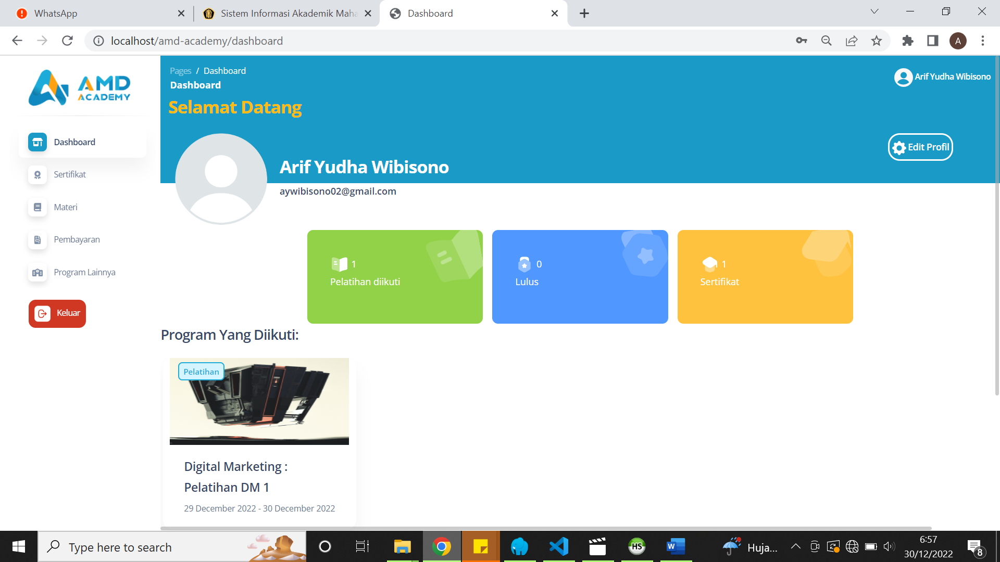 WhatsApp
Sistem Informasi Akademik Maha
Dashboard
localhost/amd-academy/dashboard
A
AMD
ACADEMY
Pages / Dashboard
Dashboard
Arif Yudha Wibisono
Selamat Datang
Edit Profil
Arif Yudha Wibisono
aywibisono02@gmail.com
Dashboard
Sertifikat
Materi
Pembayaran
Program Lainnya
Keluar
1
Pelatihan diikuti
0
Lulus
1
Sertifikat
Program Yang Diikuti:
Pelatihan
Digital Marketing :
Pelatihan DM 1
29 December 2022 - 30 December 2022
Type here to search
HS
W
Huja...
6:57
30/12/2022
8